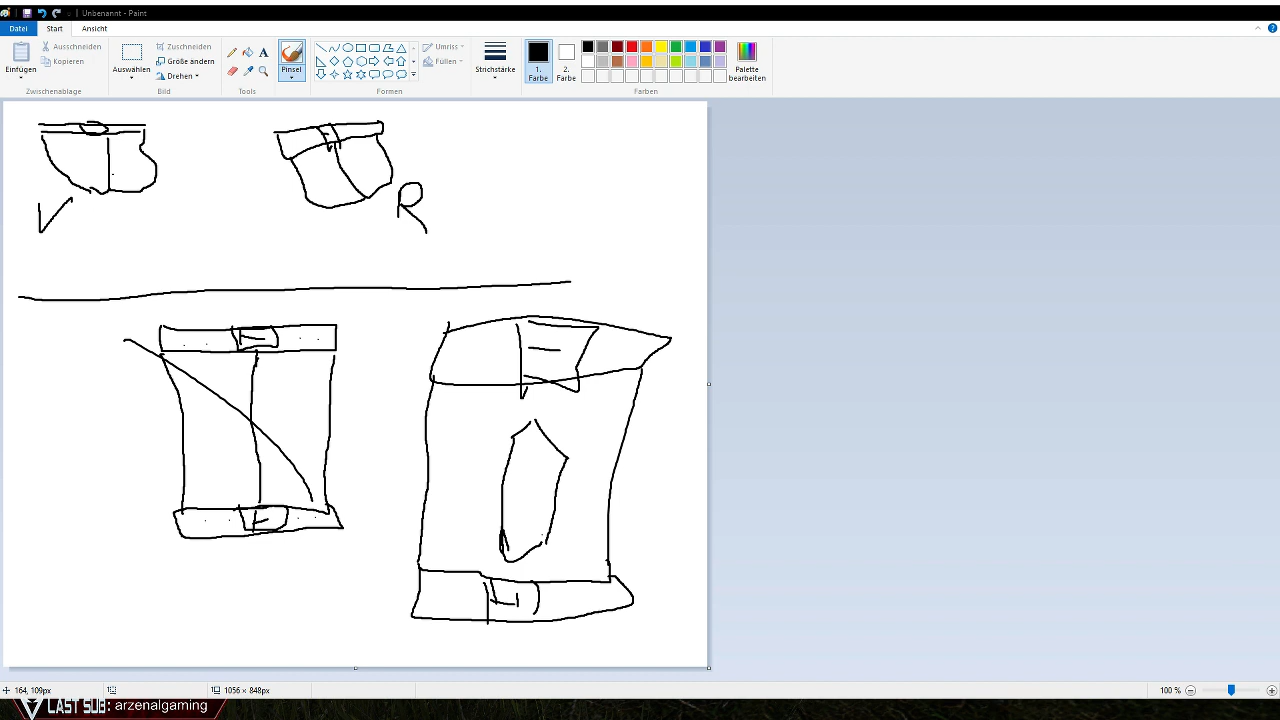 Unbenannt - Paint
Datei Start Ansicht
Einfügen
Ausschneiden
Kopieren
Zwischenablage
Auswählen
Zuschneiden
Größe ändern
Drehen
Bild
Tools
Pinsel
Formen
Umriss
Füllen
Strichstärke
1. Farbe
2. Farbe
Farben
Palette bearbeiten
V
R
164, 109px
1056 × 848px
100 %
LAST SUB: arzenalgaming